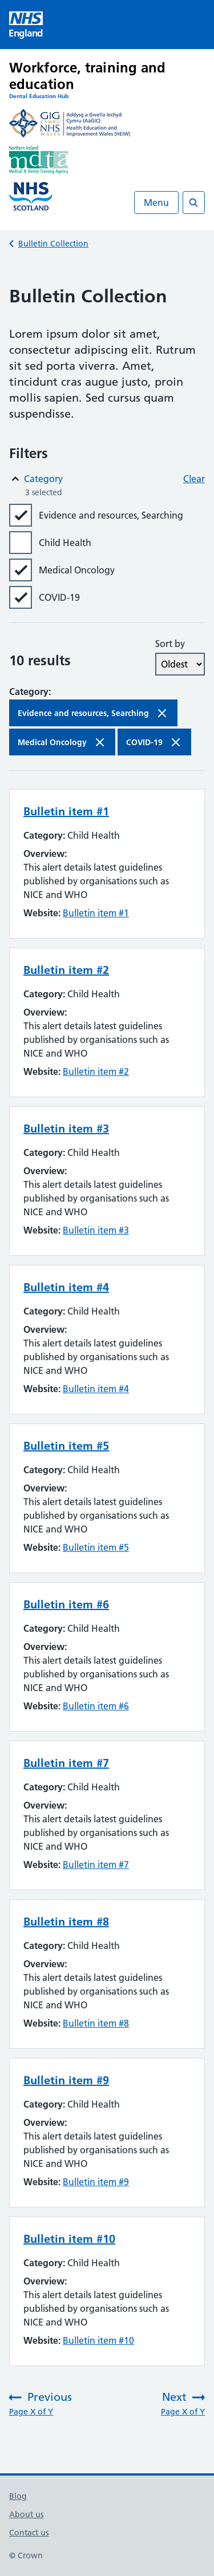 NHS
England
Workforce, training and
education
Dental Education Hub
GIG
CYMRU
NHS
WALES
Addysg a Gwella Iechyd
Cymru (AaGIC)
Health Education and
Improvement Wales (HEIW)
Northern Ireland
mdta
Medical & Dental Training Agency
NHS
SCOTLAND
Menu
Bulletin Collection
Bulletin Collection
Lorem ipsum dolor sit amet,
consectetur adipiscing elit. Rutrum
sit sed porta viverra. Amet,
tincidunt cras augue justo, proin
mollis sapien. Sed cursus quam
suspendisse.
Filters
Category
Clear
3 selected
Evidence and resources, Searching
Child Health
Medical Oncology
COVID-19
Sort by
10 results
Oldest
Category:
Evidence and resources, Searching
Medical Oncology
COVID-19
Bulletin item #1
Category: Child Health
Overview:
This alert details latest guidelines
published by organisations such as
NICE and WHO
Website: Bulletin item #1
Bulletin item #2
Category: Child Health
Overview:
This alert details latest guidelines
published by organisations such as
NICE and WHO
Website: Bulletin item #2
Bulletin item #3
Category: Child Health
Overview:
This alert details latest guidelines
published by organisations such as
NICE and WHO
Website: Bulletin item #3
Bulletin item #4
Category: Child Health
Overview:
This alert details latest guidelines
published by organisations such as
NICE and WHO
Website: Bulletin item #4
Bulletin item #5
Category: Child Health
Overview:
This alert details latest guidelines
published by organisations such as
NICE and WHO
Website: Bulletin item #5
Bulletin item #6
Category: Child Health
Overview:
This alert details latest guidelines
published by organisations such as
NICE and WHO
Website: Bulletin item #6
Bulletin item #7
Category: Child Health
Overview:
This alert details latest guidelines
published by organisations such as
NICE and WHO
Website: Bulletin item #7
Bulletin item #8
Category: Child Health
Overview:
This alert details latest guidelines
published by organisations such as
NICE and WHO
Website: Bulletin item #8
Bulletin item #9
Category: Child Health
Overview:
This alert details latest guidelines
published by organisations such as
NICE and WHO
Website: Bulletin item #9
Bulletin item #10
Category: Child Health
Overview:
This alert details latest guidelines
published by organisations such as
NICE and WHO
Website: Bulletin item #10
Previous
Page X of Y
Next
Page X of Y
Blog
About us
Contact us
© Crown